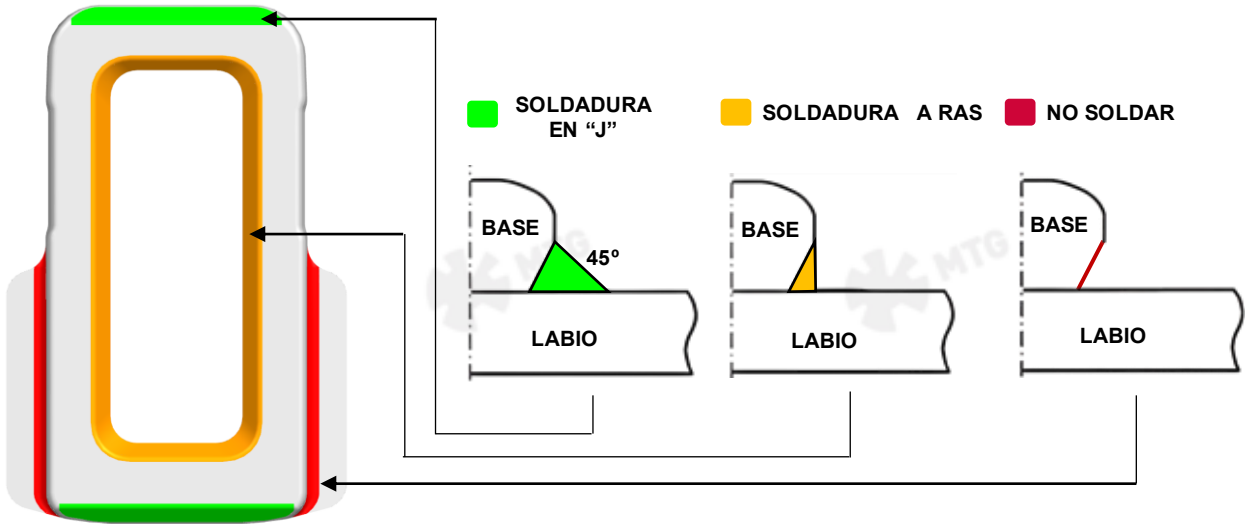 SOLDADURA
EN “J”
SOLDADURA A RAS
NO SOLDAR
BASE
45º
LABIO
BASE
LABIO
BASE
LABIO
MTG
MTG